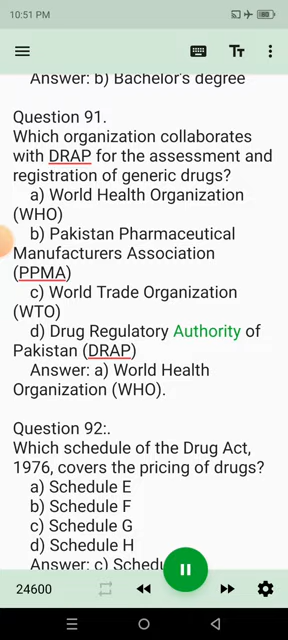 10:51 PM
Answer: b) Bachelor's degree
Question 91.
Which organization collaborates
with DRAP for the assessment and
registration of generic drugs?
a) World Health Organization
(WHO)
b) Pakistan Pharmaceutical
Manufacturers Association
(PPMA)
c) World Trade Organization
(WTO)
d) Drug Regulatory Authority of
Pakistan (DRAP)
Answer: a) World Health
Organization (WHO).
Question 92:.
Which schedule of the Drug Act,
1976, covers the pricing of drugs?
a) Schedule E
b) Schedule F
c) Schedule G
d) Schedule H
Answer: c)
24600